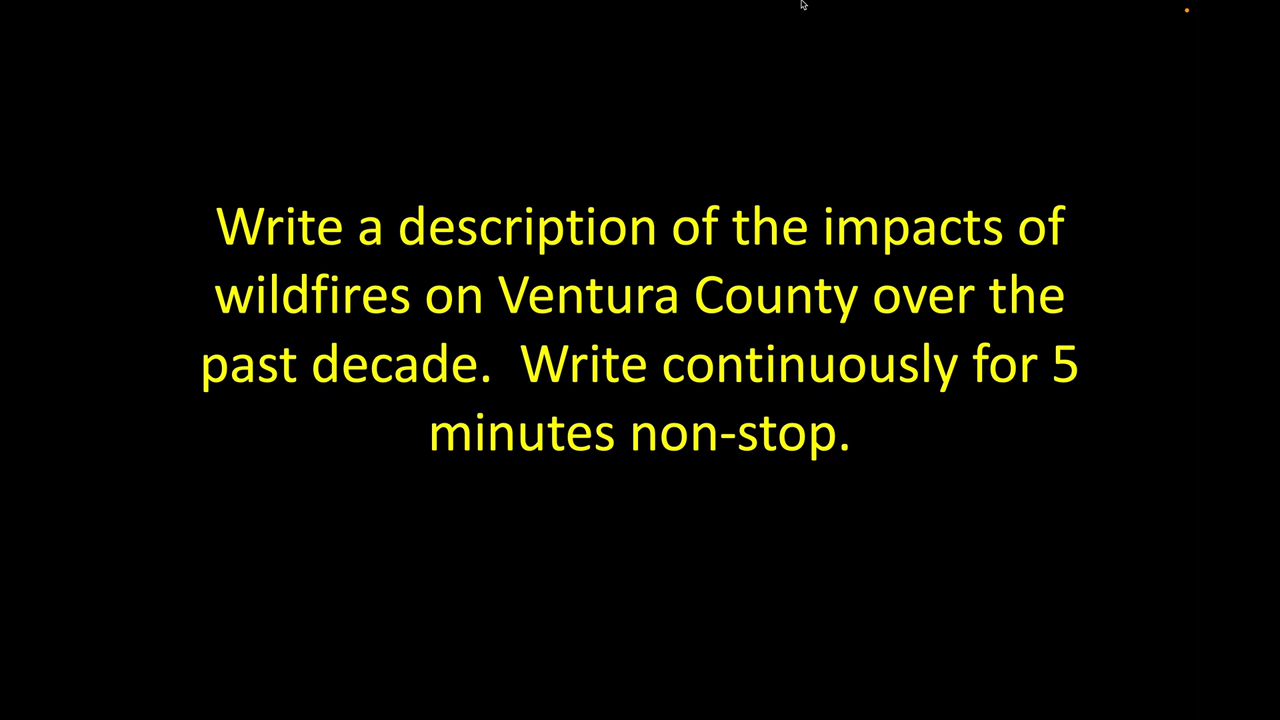 Write a description of the impacts of
wildfires on Ventura County over the
past decade.  Write continuously for 5
minutes non-stop.